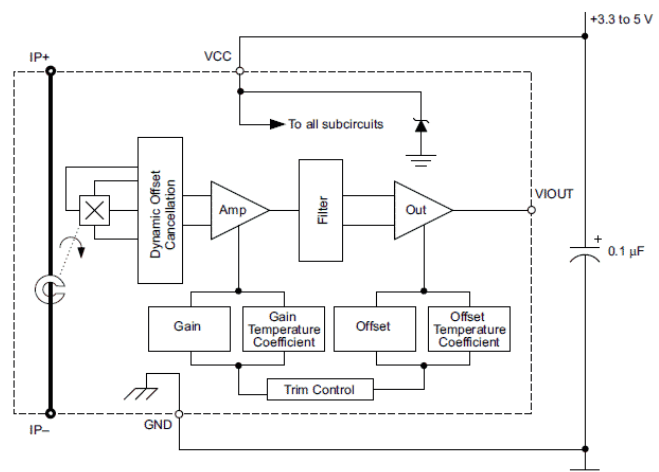 +3.3 to 5 V
IP+
VCC
To all subcircuits
VIOUT
Dynamic Offset
Cancellation
Amp
Filter
Out
+
0.1 µF
Gain
Gain
Temperature
Coefficient
Offset
Offset
Temperature
Coefficient
Trim Control
GND
IP–